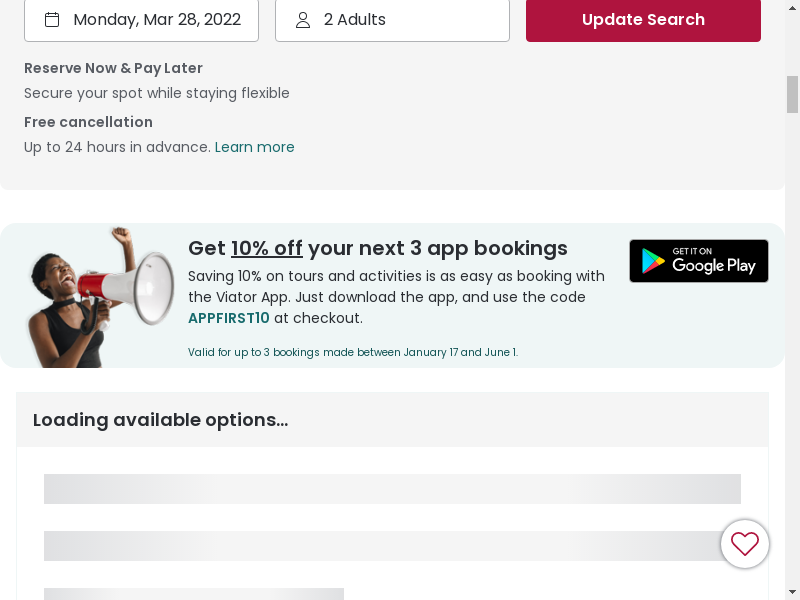 Monday, Mar 28, 2022
2 Adults
Update Search
Reserve Now & Pay Later
Secure your spot while staying flexible
Free cancellation
Up to 24 hours in advance. Learn more
Get 10% off your next 3 app bookings
Saving 10% on tours and activities is as easy as booking with
the Viator App. Just download the app, and use the code
APPFIRST10 at checkout.
Valid for up to 3 bookings made between January 17 and June 1.
GET IT ON
Google Play
Loading available options...